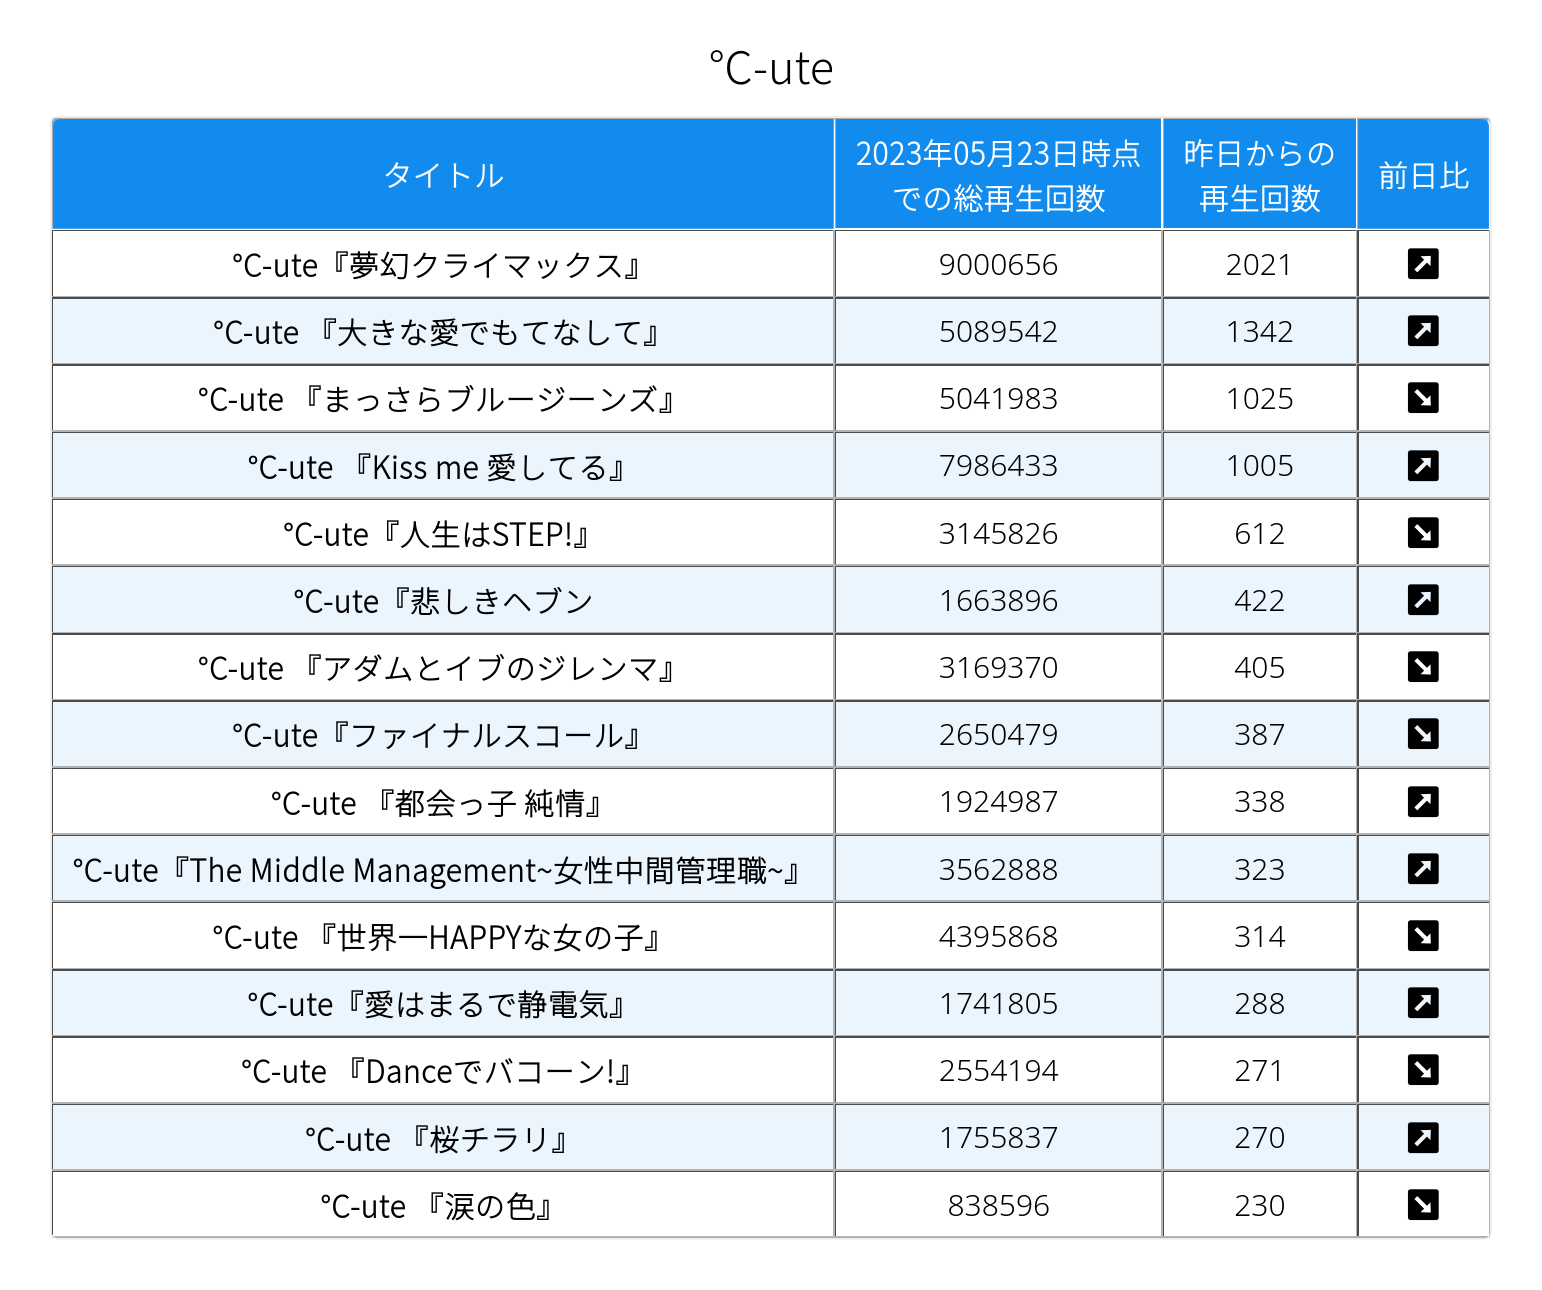 ℃-ute
タイトル
2023年05月23日時点
での総再生回数
昨日からの
再生回数
前日比
℃-ute『夢幻クライマックス』 9000656 2021
℃-ute 『大きな愛でもてなして』 5089542 1342
℃-ute 『まっさらブルージーンズ』 5041983 1025
℃-ute 『Kiss me 愛してる』 7986433 1005
℃-ute『人生はSTEP!』 3145826 612
℃-ute『悲しきヘブン 1663896 422
℃-ute 『アダムとイブのジレンマ』 3169370 405
℃-ute『ファイナルスコール』 2650479 387
℃-ute 『都会っ子 純情』 1924987 338
℃-ute『The Middle Management~女性中間管理職~』 3562888 323
℃-ute 『世界一HAPPYな女の子』 4395868 314
℃-ute『愛はまるで静電気』 1741805 288
℃-ute 『Danceでバコーン!』 2554194 271
℃-ute 『桜チラリ』 1755837 270
℃-ute 『涙の色』 838596 230